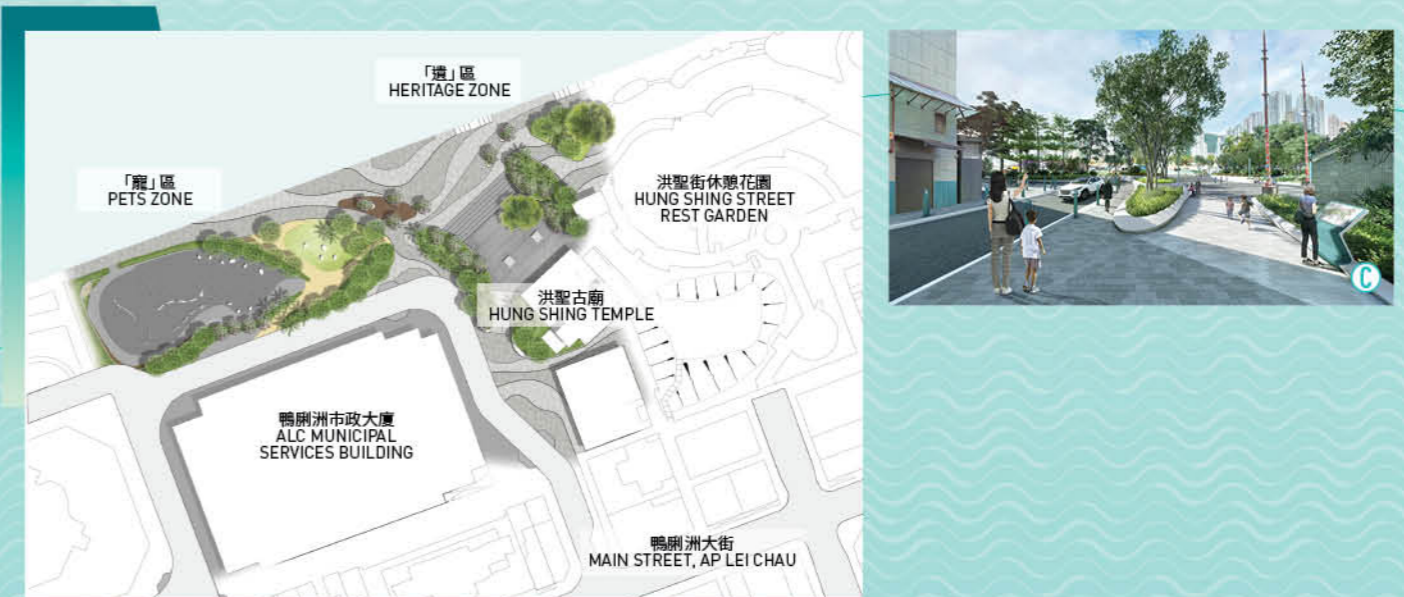 「遺」區
HERITAGE ZONE
「寵」區
PETS ZONE
洪聖街休憩花園
HUNG SHING STREET
REST GARDEN
洪聖古廟
HUNG SHING TEMPLE
鴨脷洲市政大廈
ALC MUNICIPAL
SERVICES BUILDING
鴨脷洲大街
MAIN STREET, AP LEI CHAU
C